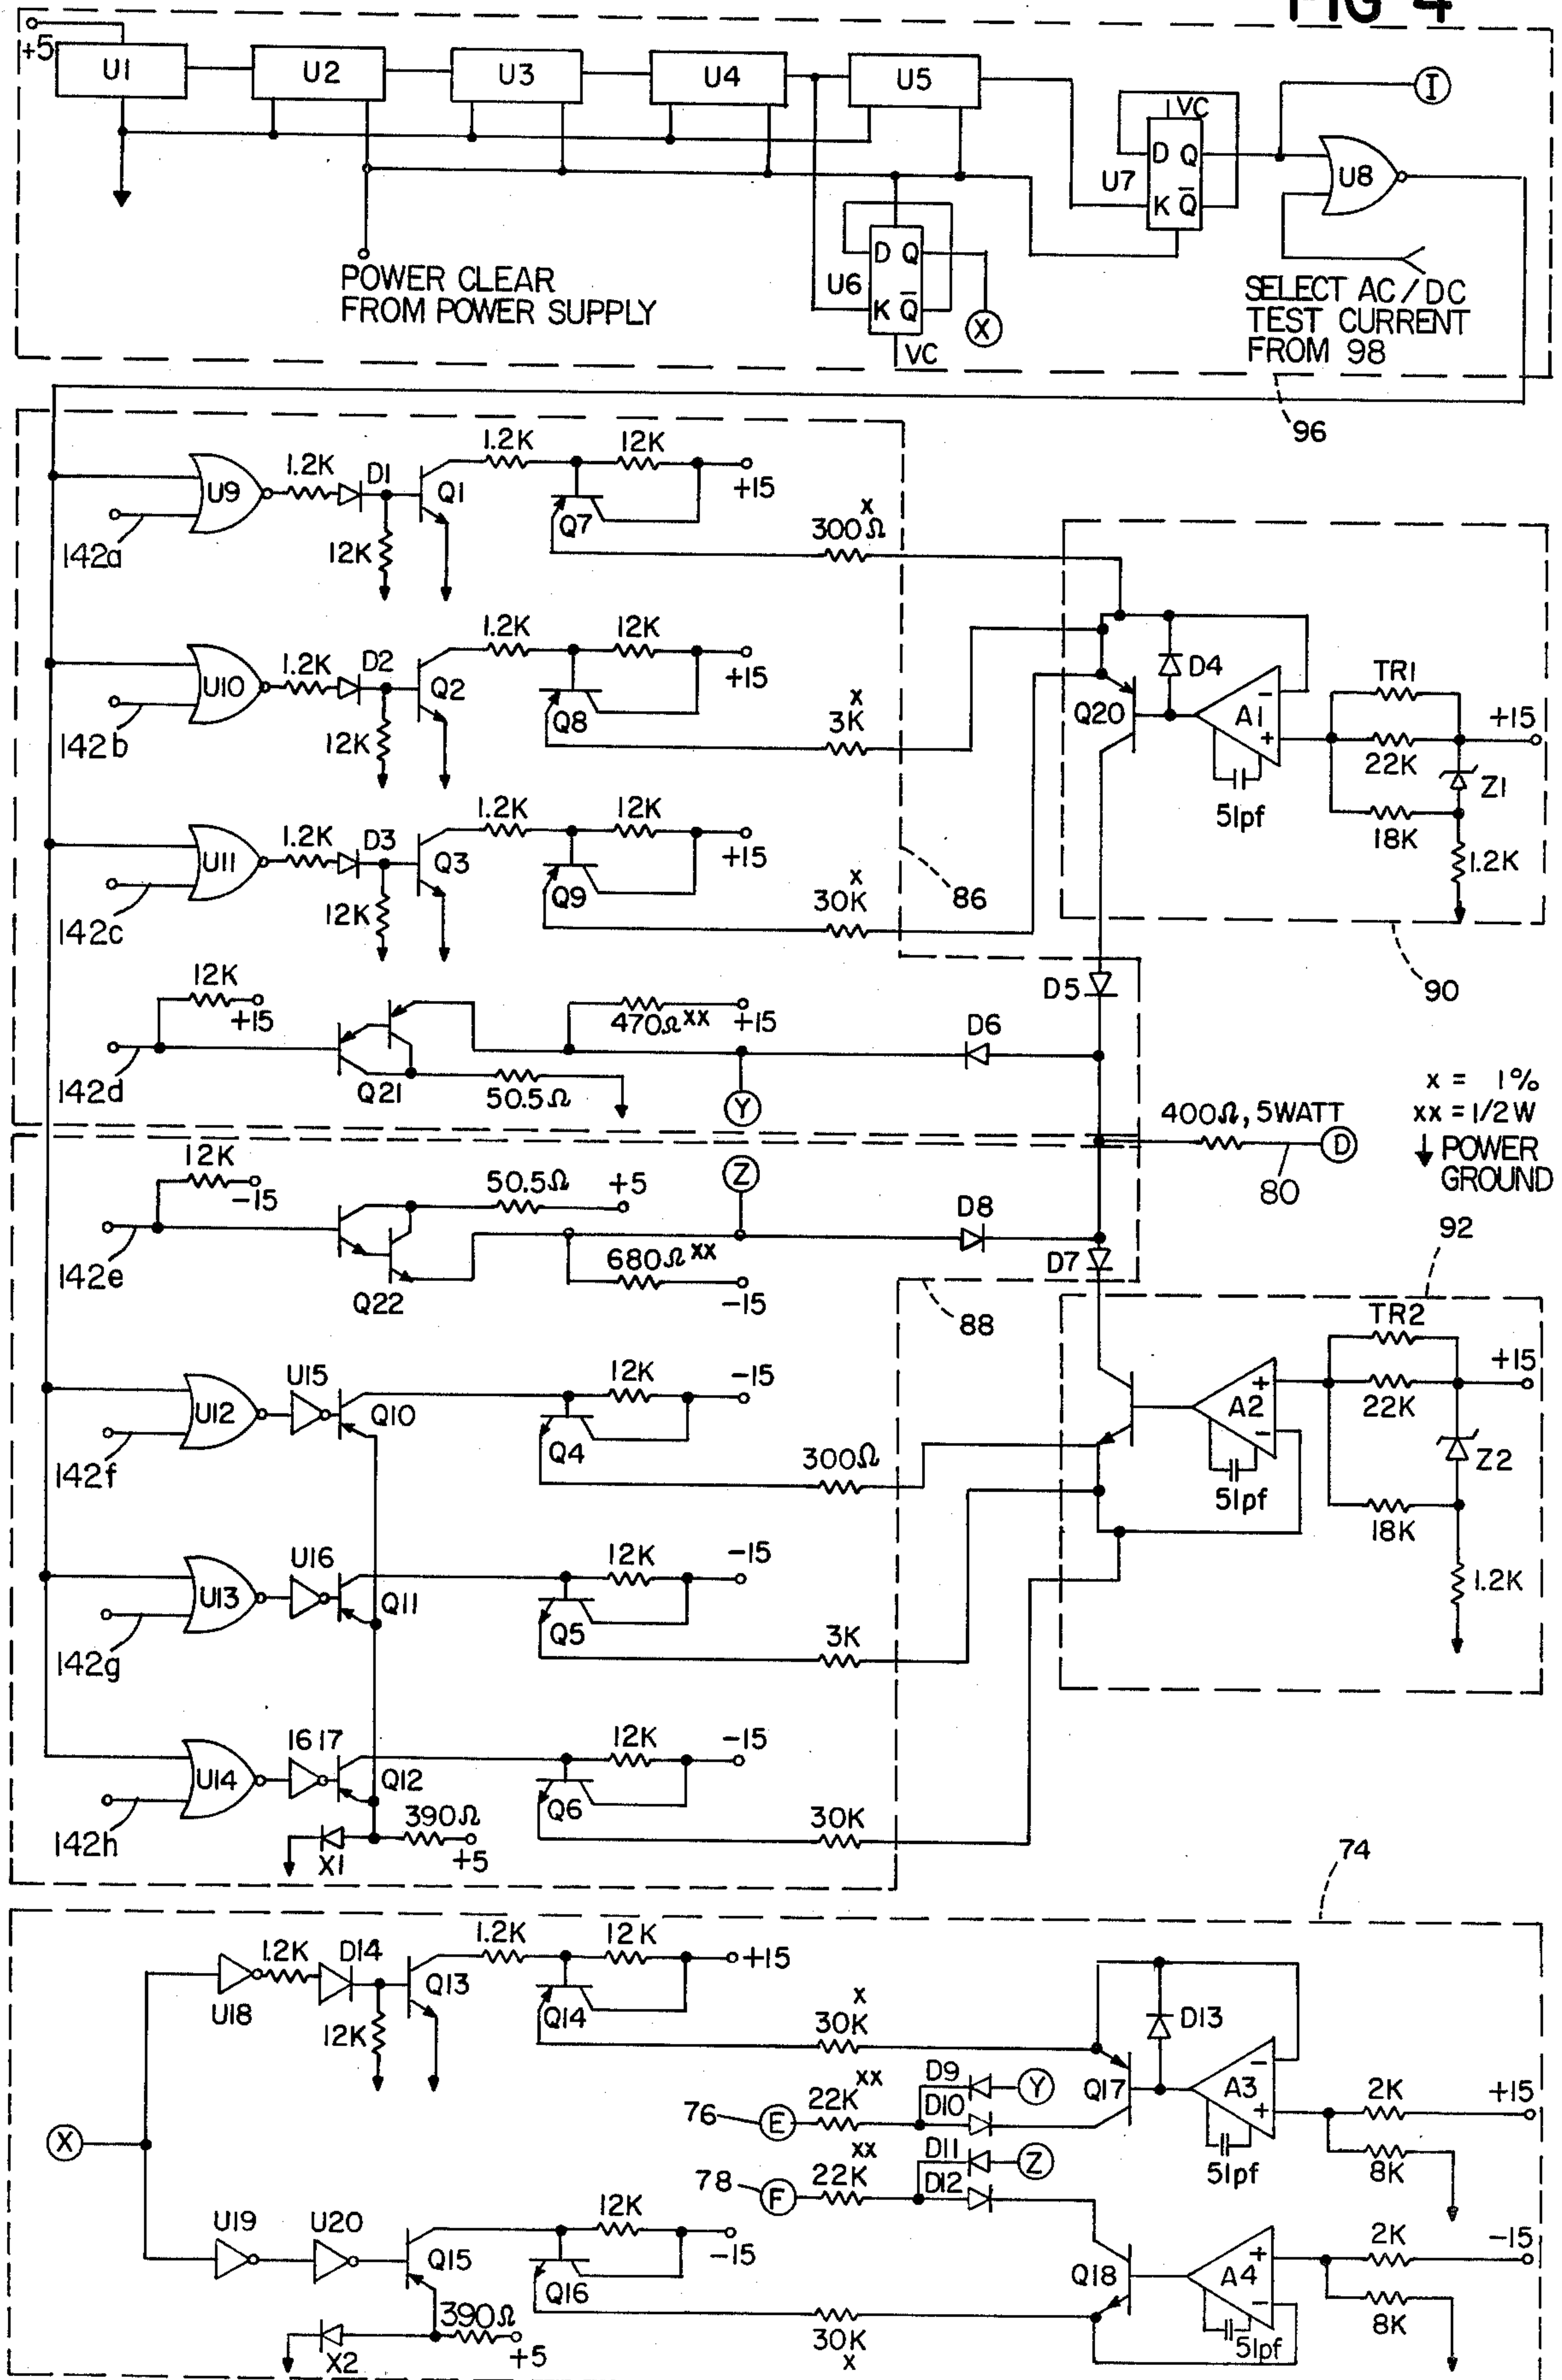 FIG 4
+5
U1
U2
U3
U4
U5
I
VC
D Q
U7
K Q̅
U8
D Q
U6
K Q̅
X
VC
POWER CLEAR
FROM POWER SUPPLY
SELECT AC/DC
TEST CURRENT
FROM 98
96
U9
1.2K
D1
Q1
1.2K
12K
+15
Q7
12K
142a
x
300Ω
U10
1.2K
D2
Q2
1.2K
12K
+15
Q8
12K
142b
x
3K
D4
Q20
A1
51pf
TR1
22K
+15
Z1
18K
1.2K
U11
1.2K
D3
Q3
1.2K
12K
+15
Q9
12K
142c
x
30K
86
90
12K
+15
142d
Q21
470Ω xx
+15
50.5Ω
Y
D5
D6
x = 1%
xx = 1/2 W
POWER
GROUND
400Ω, 5WATT
D
80
12K
-15
142e
Q22
50.5Ω
+5
Z
680Ω xx
-15
D8
D7
88
92
U12
U15
Q10
12K
-15
Q4
142f
300Ω
A2
51pf
TR2
22K
+15
Z2
18K
1.2K
U13
U16
Q11
12K
-15
Q5
142g
3K
U14
1617
Q12
12K
-15
Q6
142h
30K
390Ω
+5
X1
74
X
U18
1.2K
D14
Q13
1.2K
12K
+15
Q14
12K
x
30K
D13
Q17
A3
51pf
2K
+15
8K
76
E
22K
xx
D9
Y
D10
78
F
22K
xx
D11
Z
D12
U19
U20
Q15
12K
-15
Q16
390Ω
+5
X2
30K
x
Q18
A4
51pf
2K
-15
8K